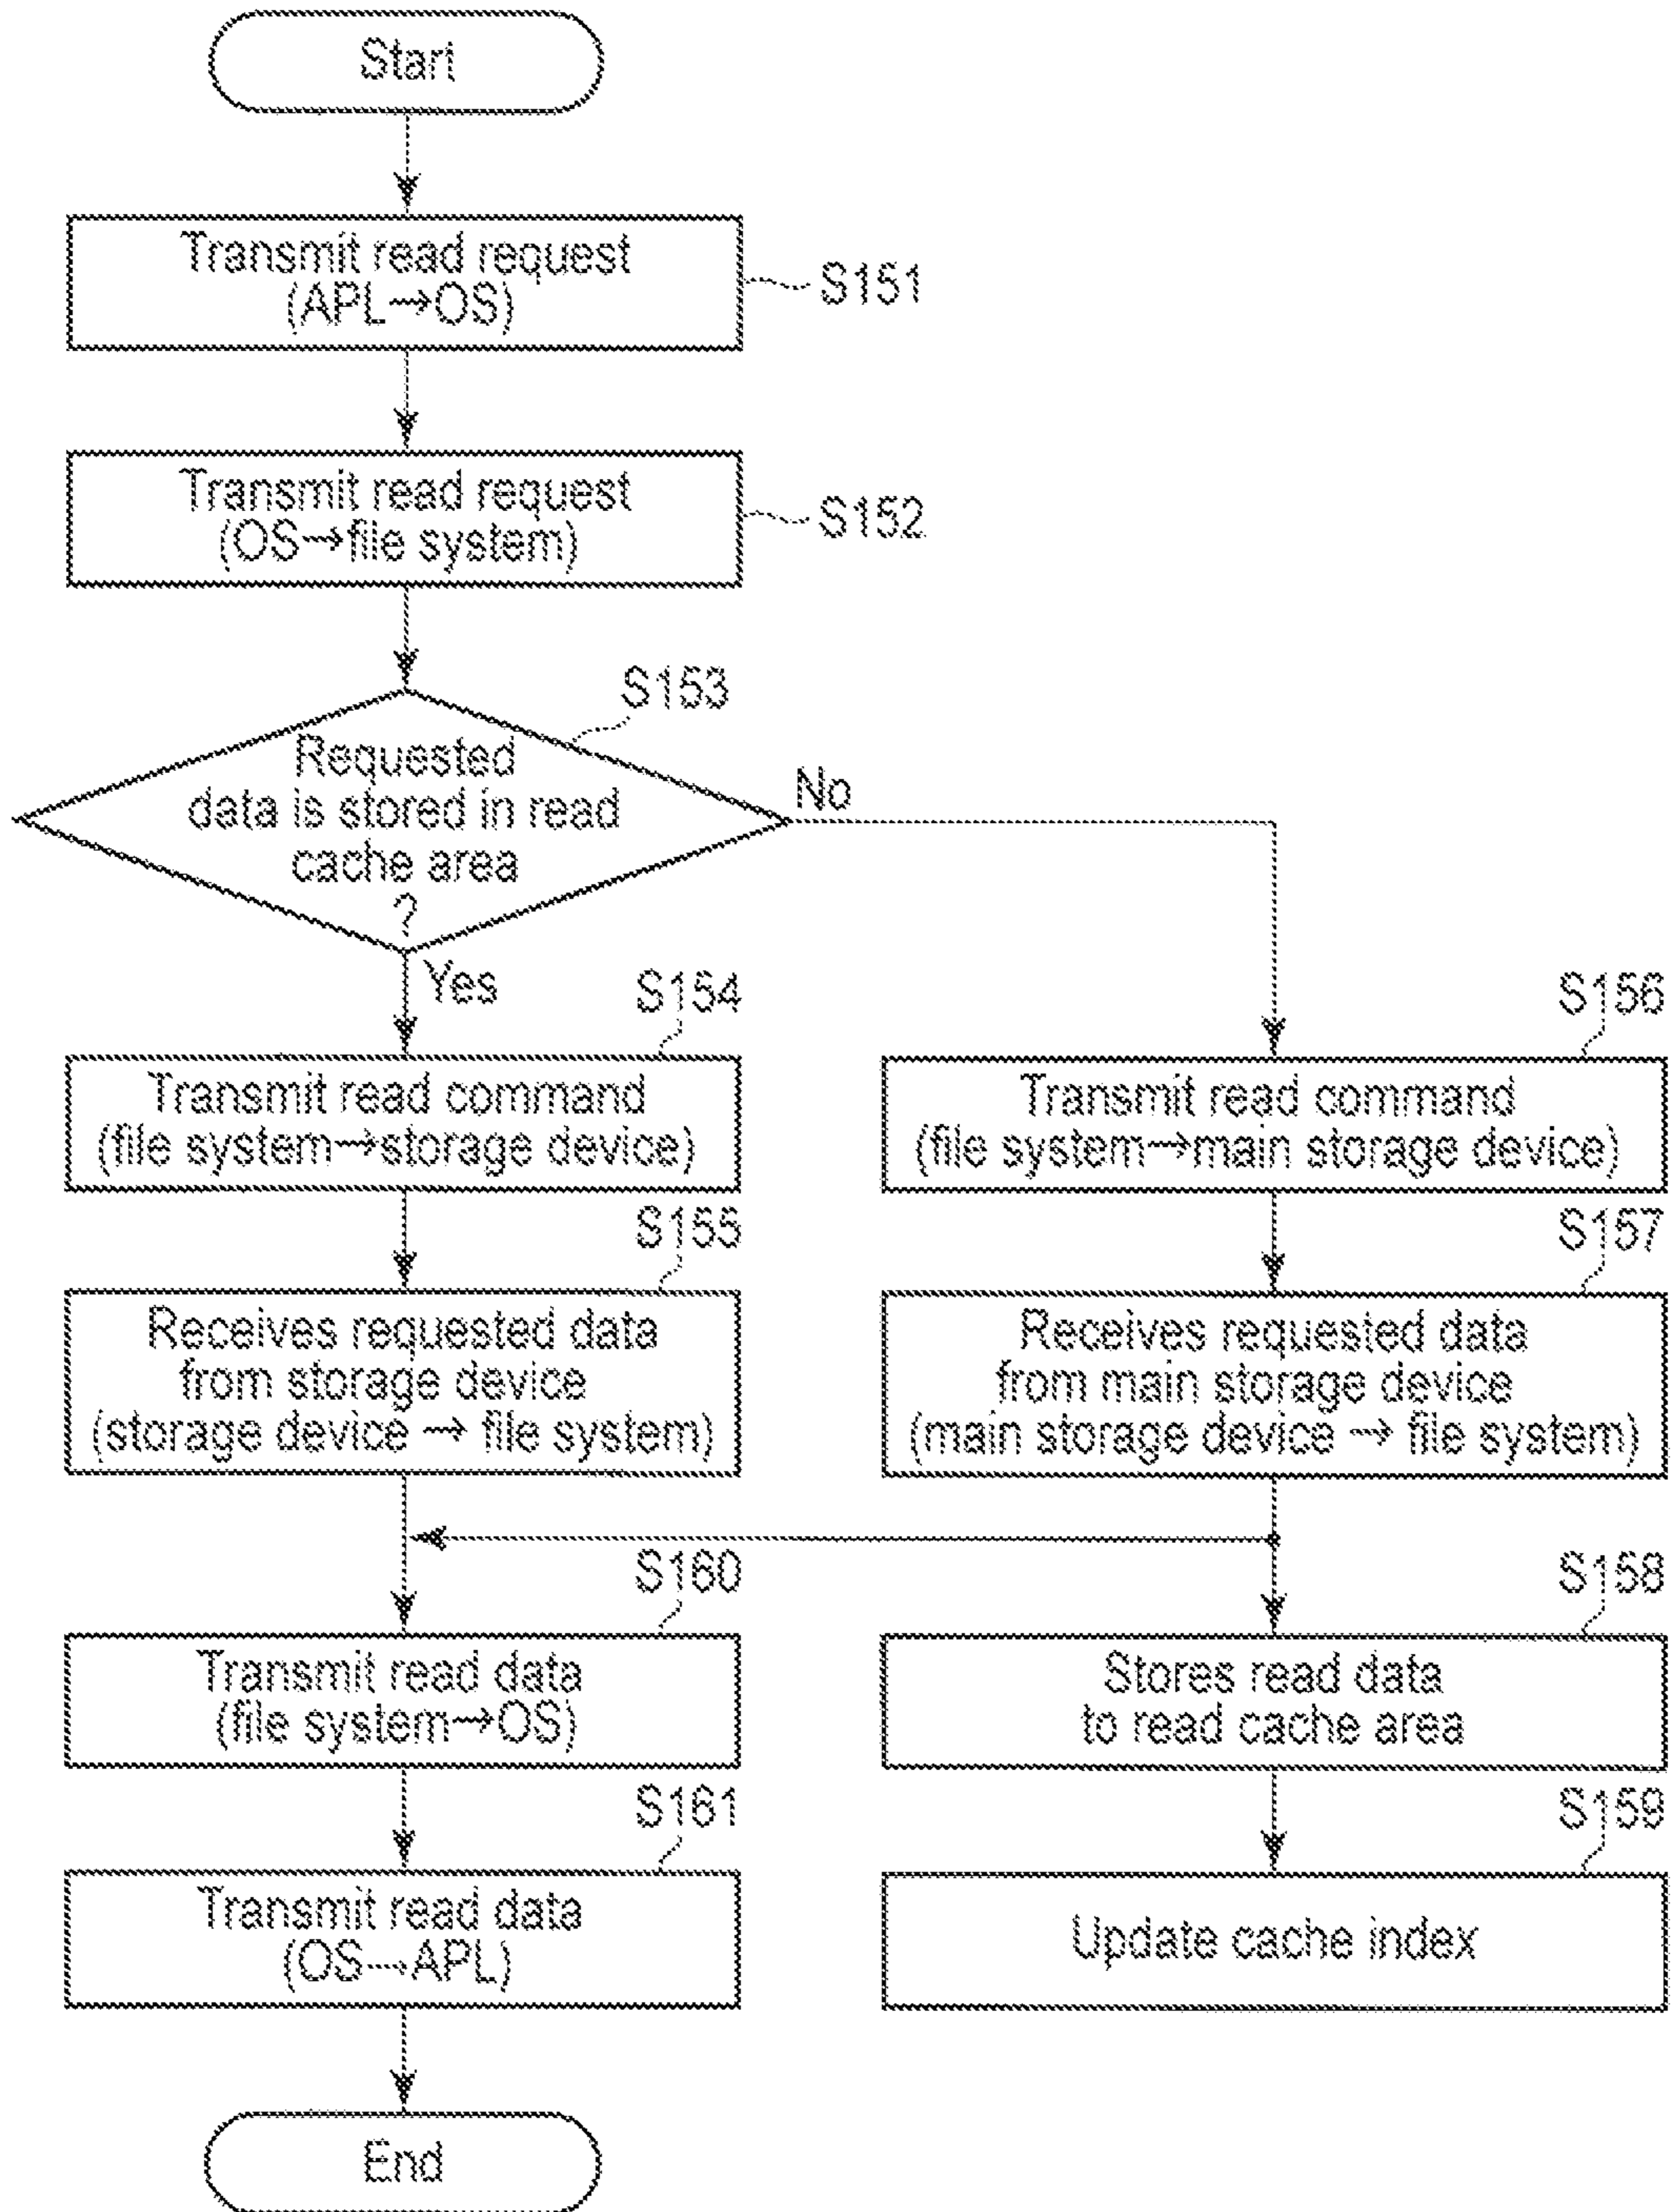 Start
Transmit read request
(APL→OS)
S151
Transmit read request
(OS→file system)
S152
S153
Requested
data is stored in read
cache area
?
No
Yes
S154
Transmit read command
(file system→storage device)
S156
Transmit read command
(file system→main storage device)
S155
Receives requested data
from storage device
(storage device → file system)
S157
Receives requested data
from main storage device
(main storage device → file system)
S160
Transmit read data
(file system→OS)
S158
Stores read data
to read cache area
S161
Transmit read data
(OS→APL)
S159
Update cache index
End